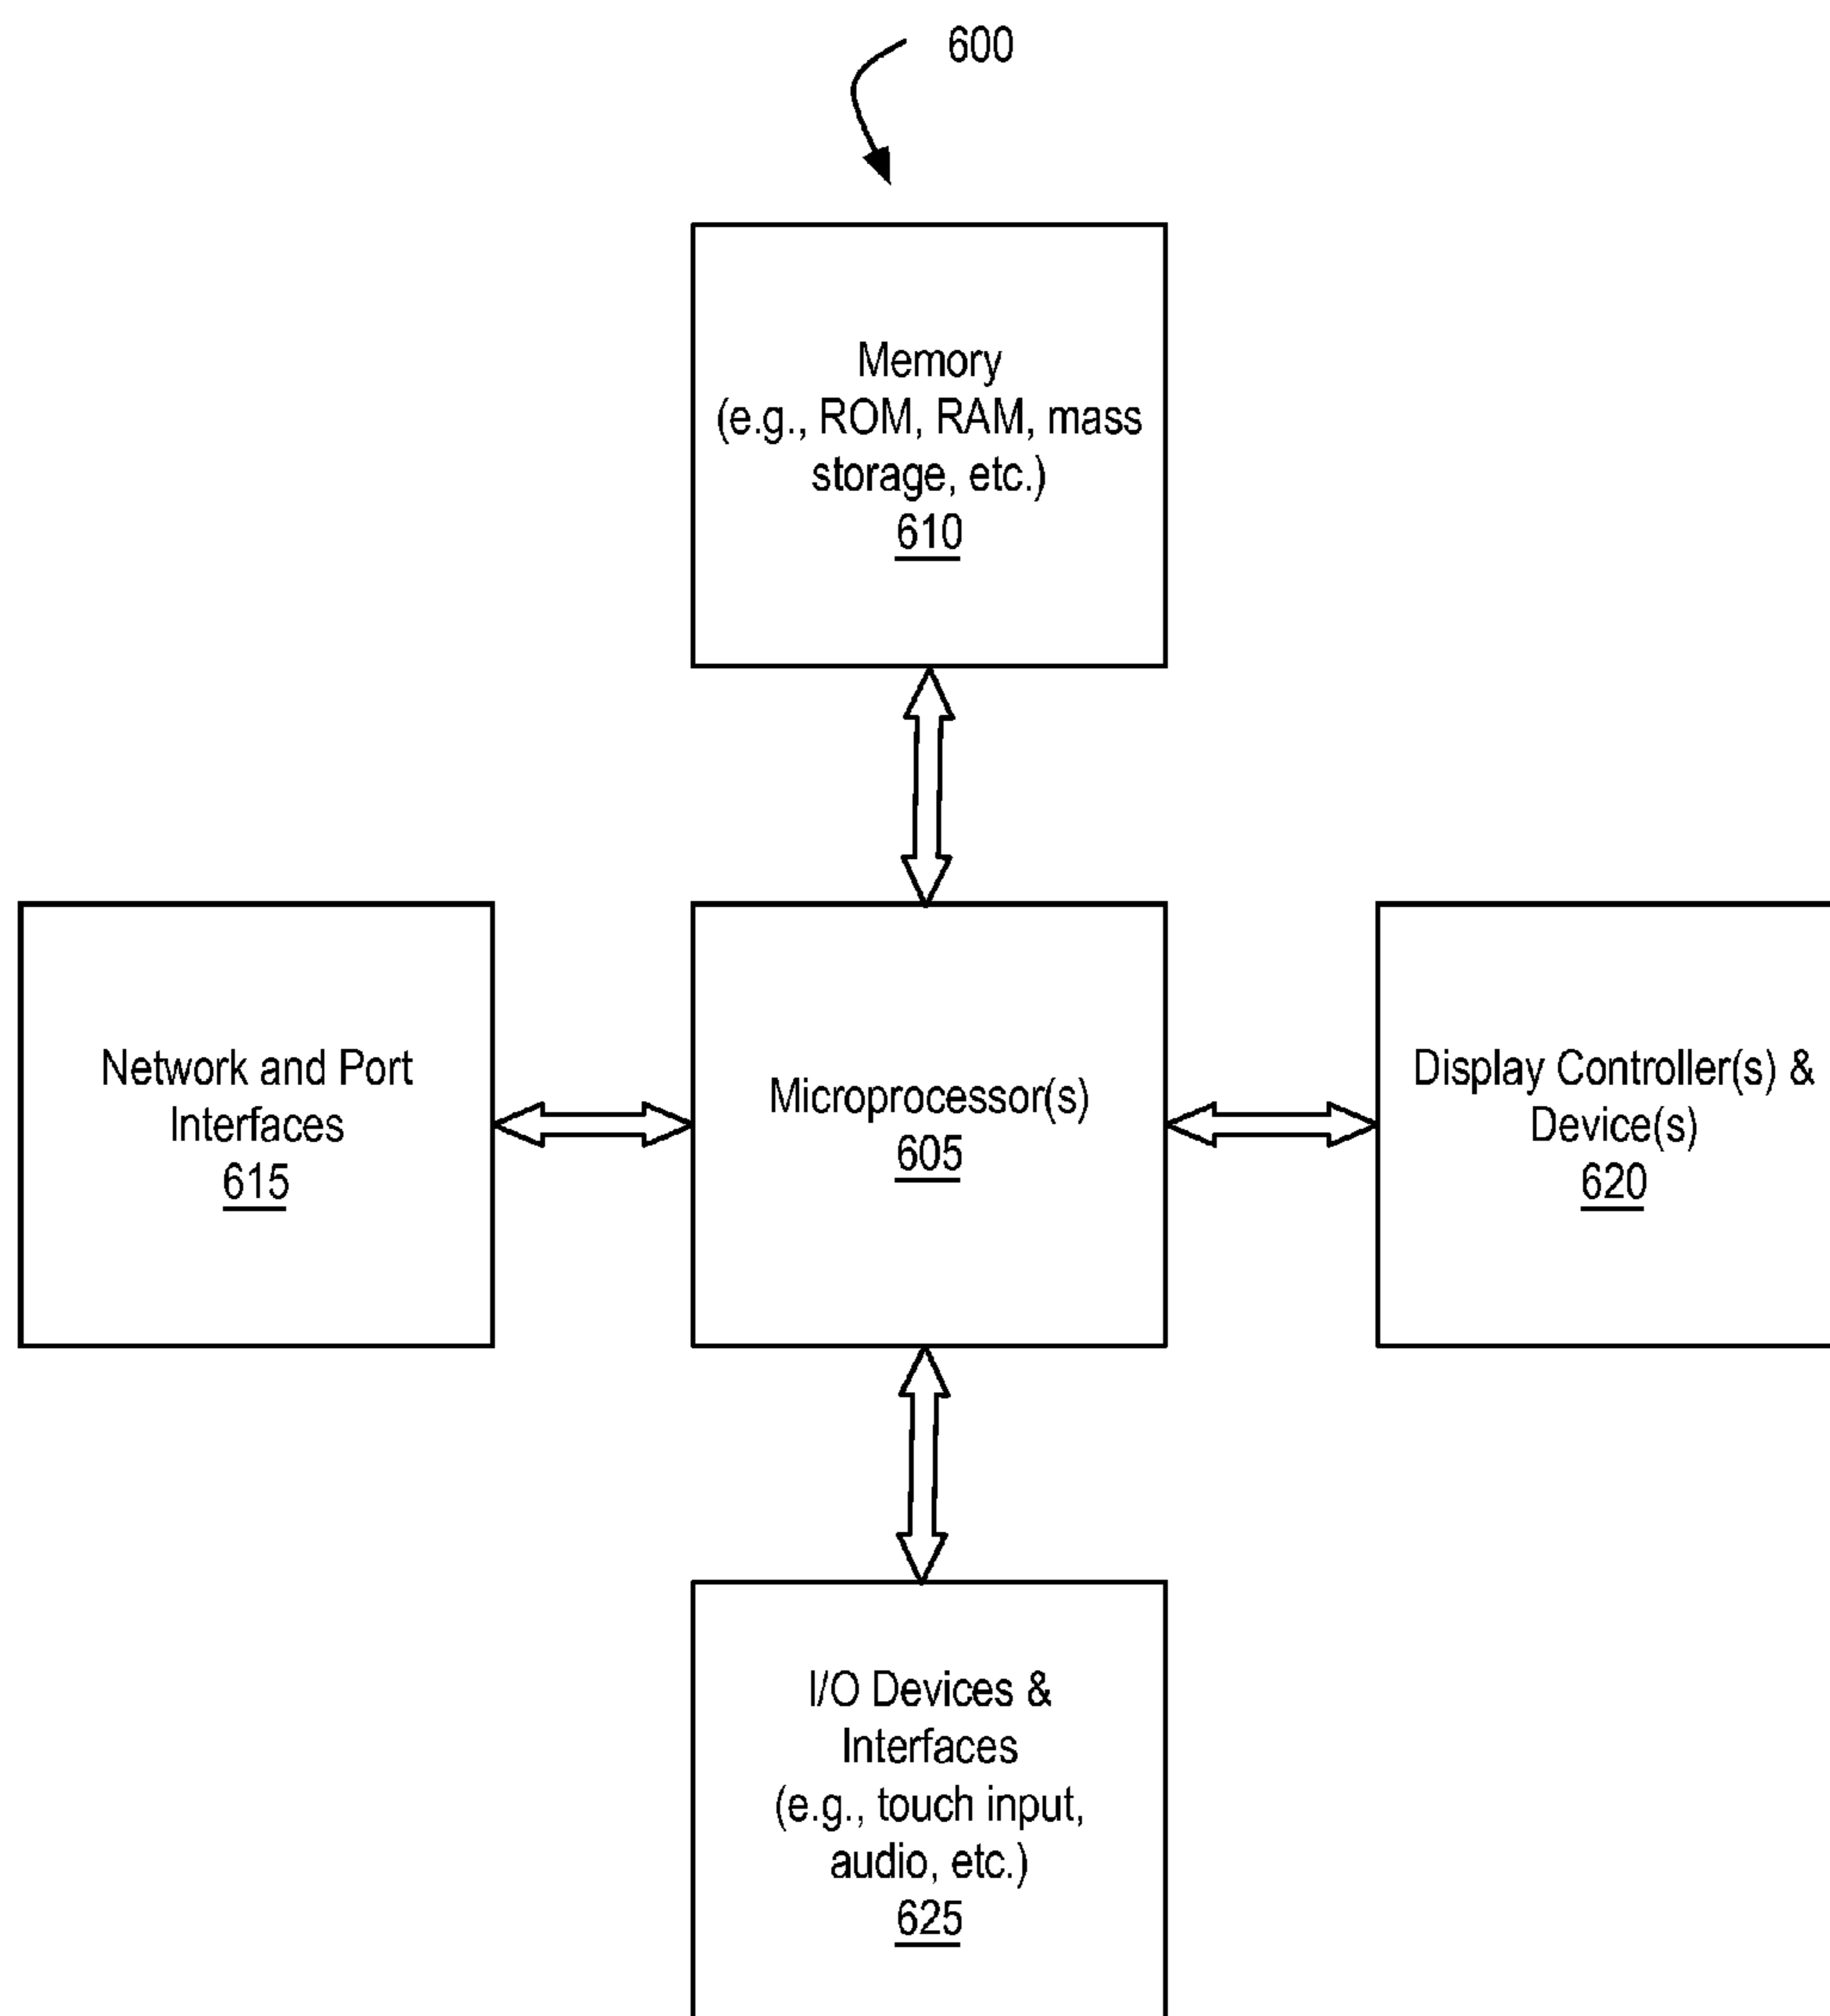 600
Memory
(e.g., ROM, RAM, mass
storage, etc.)
610
Network and Port
Interfaces
615
Microprocessor(s)
605
Display Controller(s) &
Device(s)
620
I/O Devices &
Interfaces
(e.g., touch input,
audio, etc.)
625